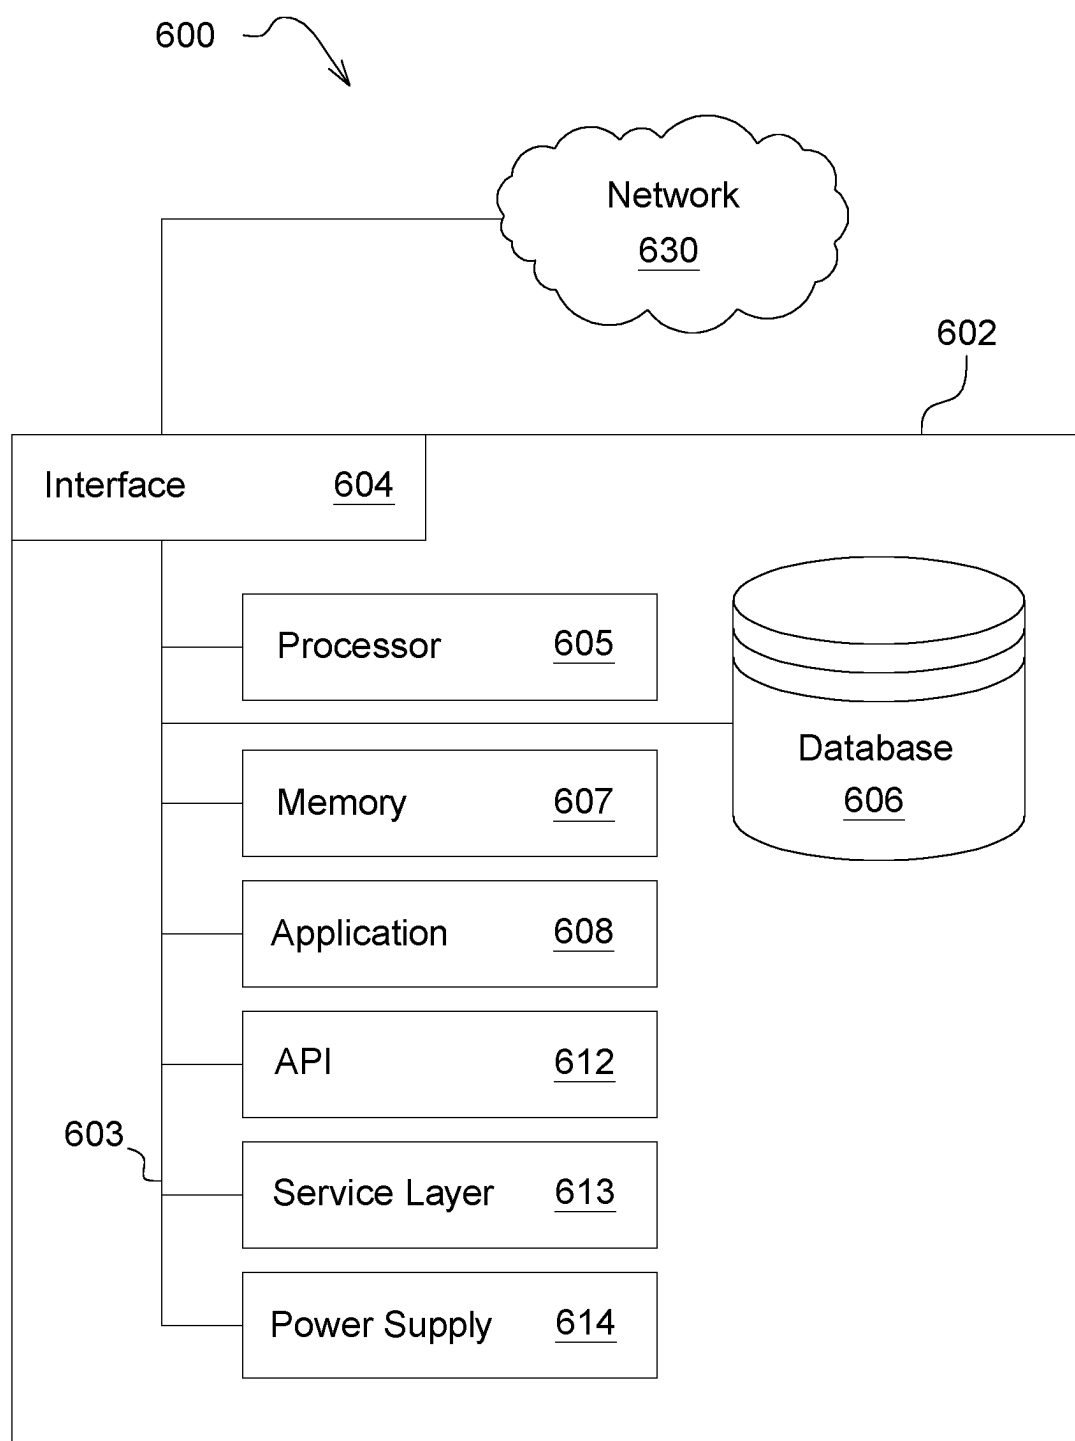 600
Network
630
602
Interface 604
Processor 605
Database
606
Memory 607
Application 608
API 612
603
Service Layer 613
Power Supply 614